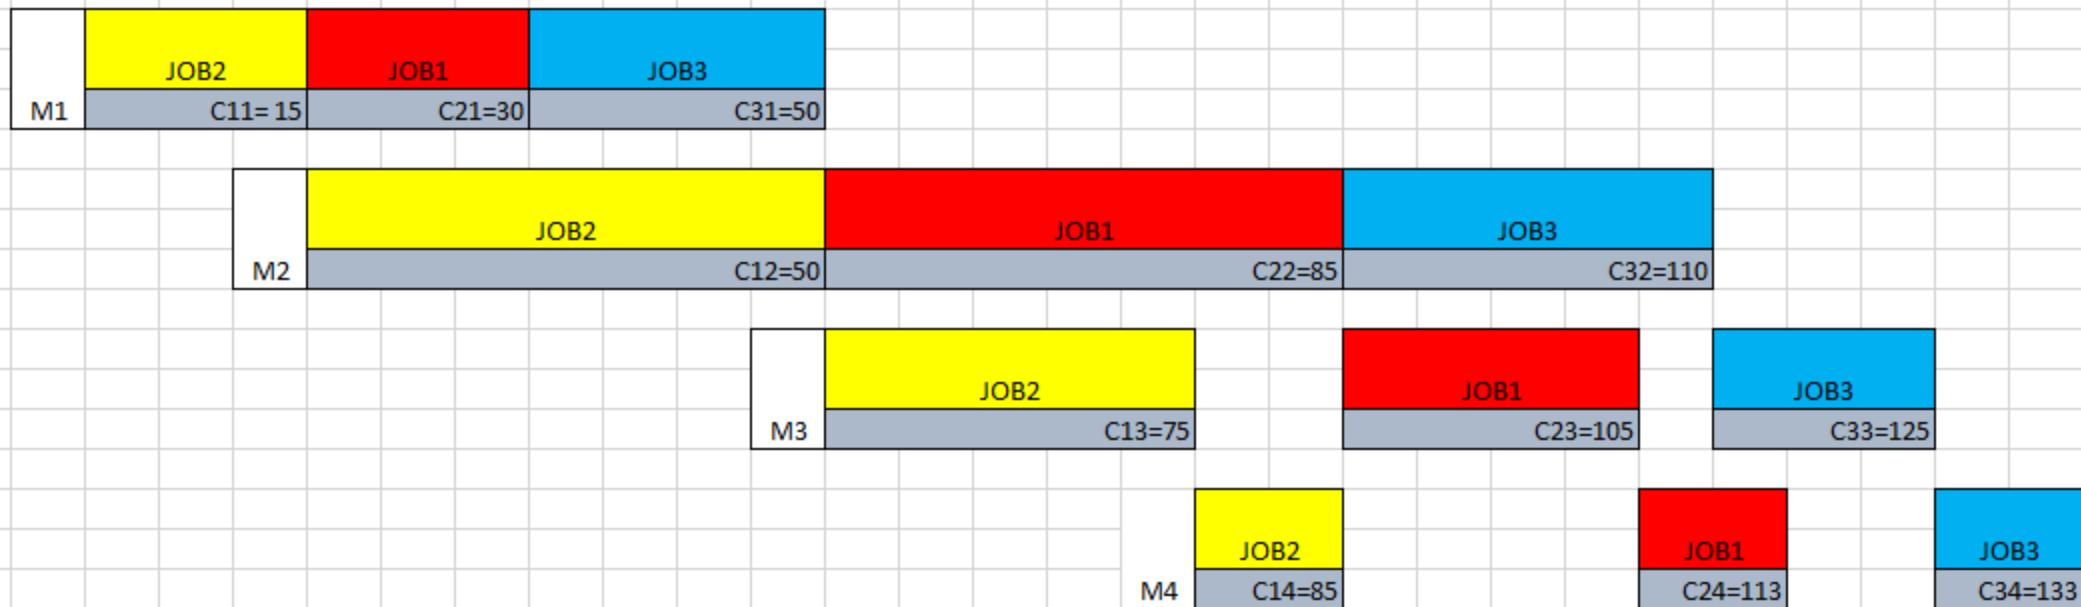 JOB2 JOB1 JOB3
M1 C11= 15 C21=30 C31=50
JOB2 JOB1 JOB3
M2 C12=50 C22=85 C32=110
JOB2 JOB1 JOB3
M3 C13=75 C23=105 C33=125
JOB2 JOB1 JOB3
M4 C14=85 C24=113 C34=133